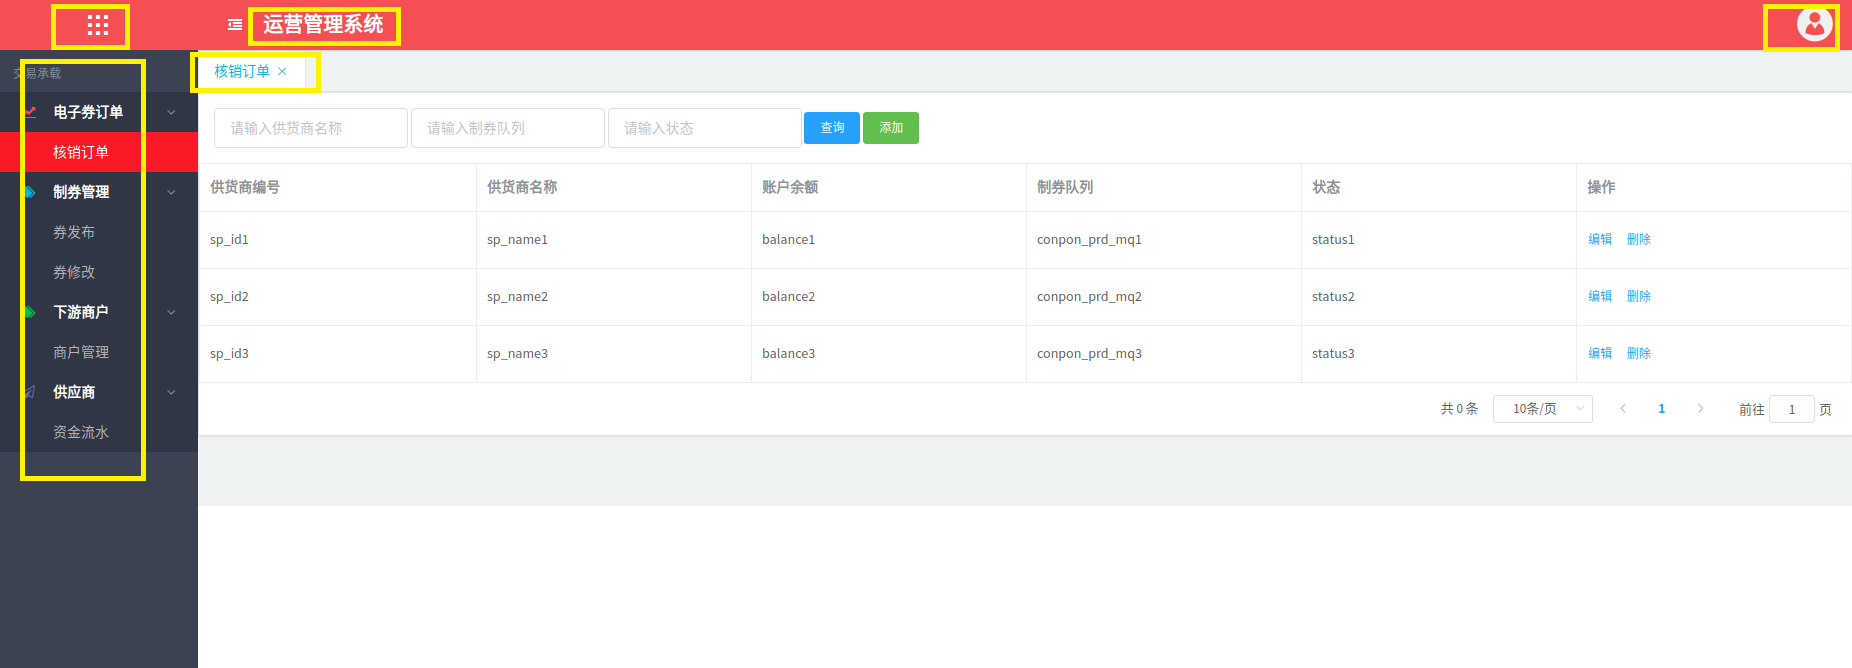 运营管理系统
交易承载
核销订单
电子券订单
核销订单
制券管理
券发布
券修改
下游商户
商户管理
供应商
资金流水
请输入供货商名称 请输入制券队列 请输入状态 查询 添加
供货商编号 供货商名称 账户余额 制券队列 状态 操作
sp_id1 sp_name1 balance1 conpon_prd_mq1 status1 编辑 删除
sp_id2 sp_name2 balance2 conpon_prd_mq2 status2 编辑 删除
sp_id3 sp_name3 balance3 conpon_prd_mq3 status3 编辑 删除
共 0 条 10条/页 1 前往 1 页